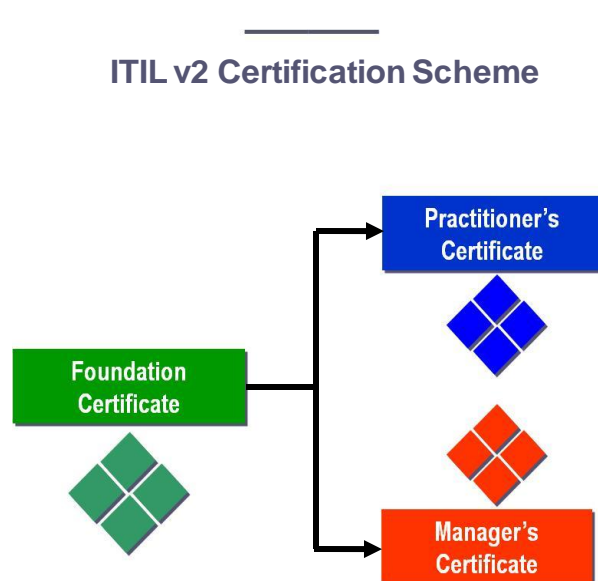 ITIL v2 Certification Scheme
Practitioner's
Certificate
Foundation
Certificate
Manager's
Certificate